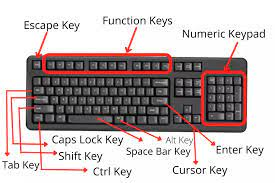 Function Keys
Escape Key
Numeric Keypad
Caps Lock Key
Alt Key
Enter Key
Space Bar Key
Shift Key
Tab Key
Ctrl Key
Cursor Key